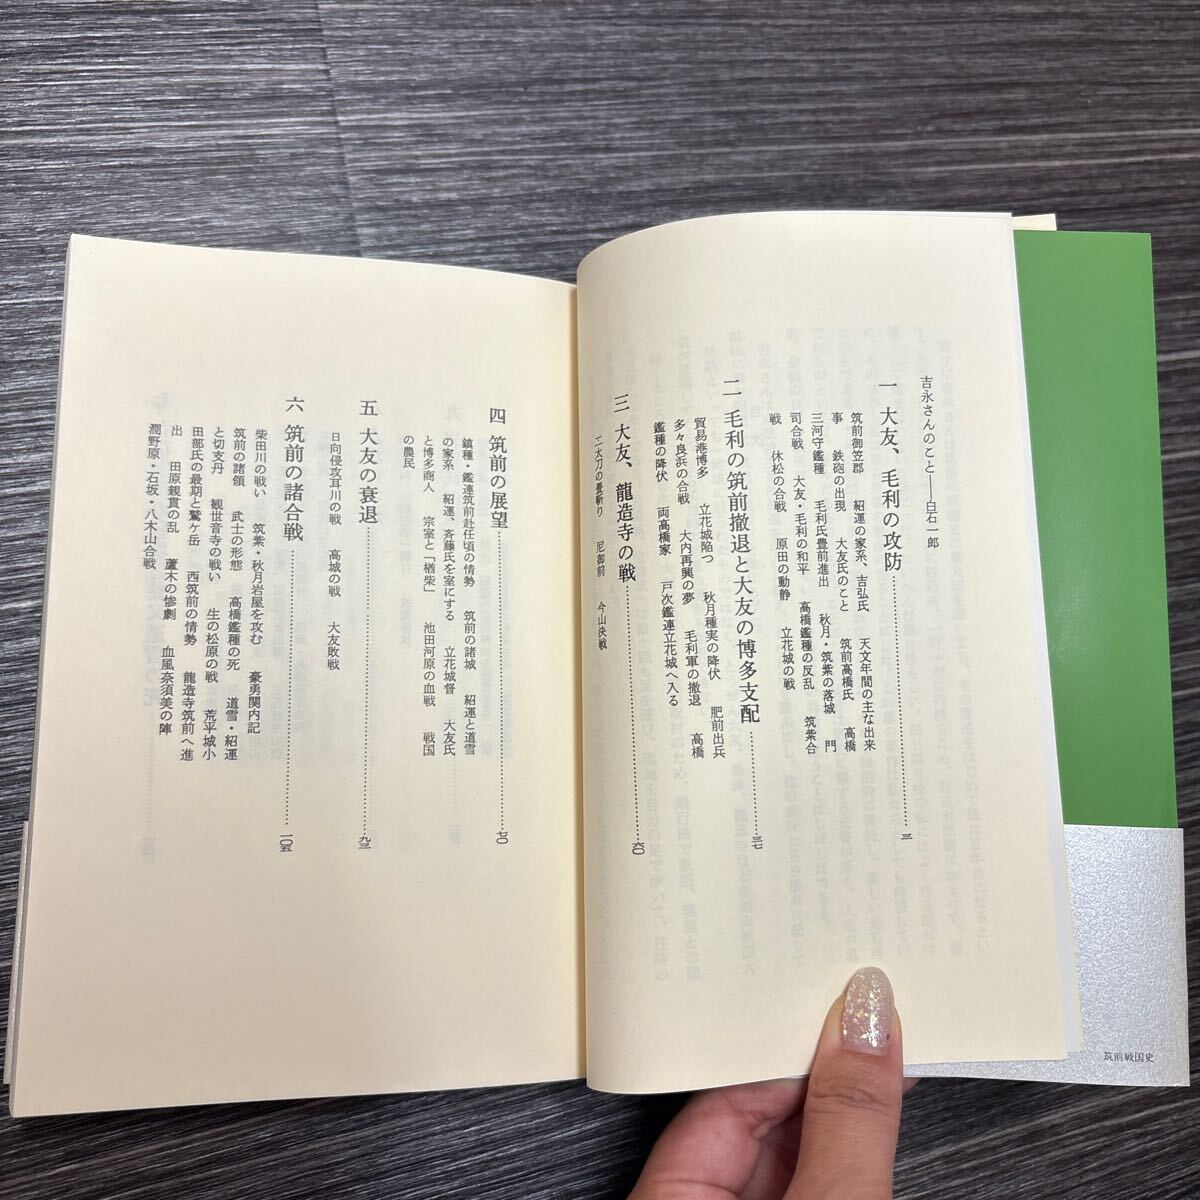 吉永さんのこと――白石一郎
一 大友、毛利の攻防……三
筑前御笠郡 紹運の家系、吉弘氏 天文年間の主な出来
事 鉄砲の出現 大友氏のこと 筑前高橋氏 高橋
三河守鑑種 毛利氏豊前進出 秋月・筑紫の落城 門
司合戦 大友・毛利の和平 高橋鑑種の反乱 筑紫合
戦 休松の合戦 原田の動静 立花城の戦
二 毛利の筑前撤退と大友の博多支配……三七
貿易港博多 立花城陥つ 秋月種実の降伏 肥前出兵
多々良浜の合戦 大内再興の夢 毛利軍の撤退 高橋
鑑種の降伏 両高橋家 戸次鑑連立花城へ入る
三 大友、龍造寺の戦……六〇
エ太刀の畳斬り 尼御前 今山決戦
四 筑前の展望……七〇
鎮種・鑑連筑前赴任頃の情勢 筑前の諸城 紹運と道雪
の家系 紹運、斉藤氏を室にする 立花城督 大友氏
と博多商人 宗室と「楢柴」 池田河原の血戦 戦国
の農民
五 大友の衰退……九三
日向侵攻耳川の戦 高城の戦 大友敗戦
六 筑前の諸合戦……一〇五
柴田川の戦い 筑紫・秋月岩屋を攻む 豪勇関内記
筑前の諸領 武士の形態 高橋鑑種の死 道雪・紹運
と切支丹 観世音寺の戦い 生の松原の戦 荒平城小
田部氏の最期と鷲ヶ岳 西筑前の情勢 龍造寺筑前へ進
出 田原親貫の乱 蘆木の惨劇 血風奈須美の陣
潤野原・石坂・八木山合戦
筑前戦国史